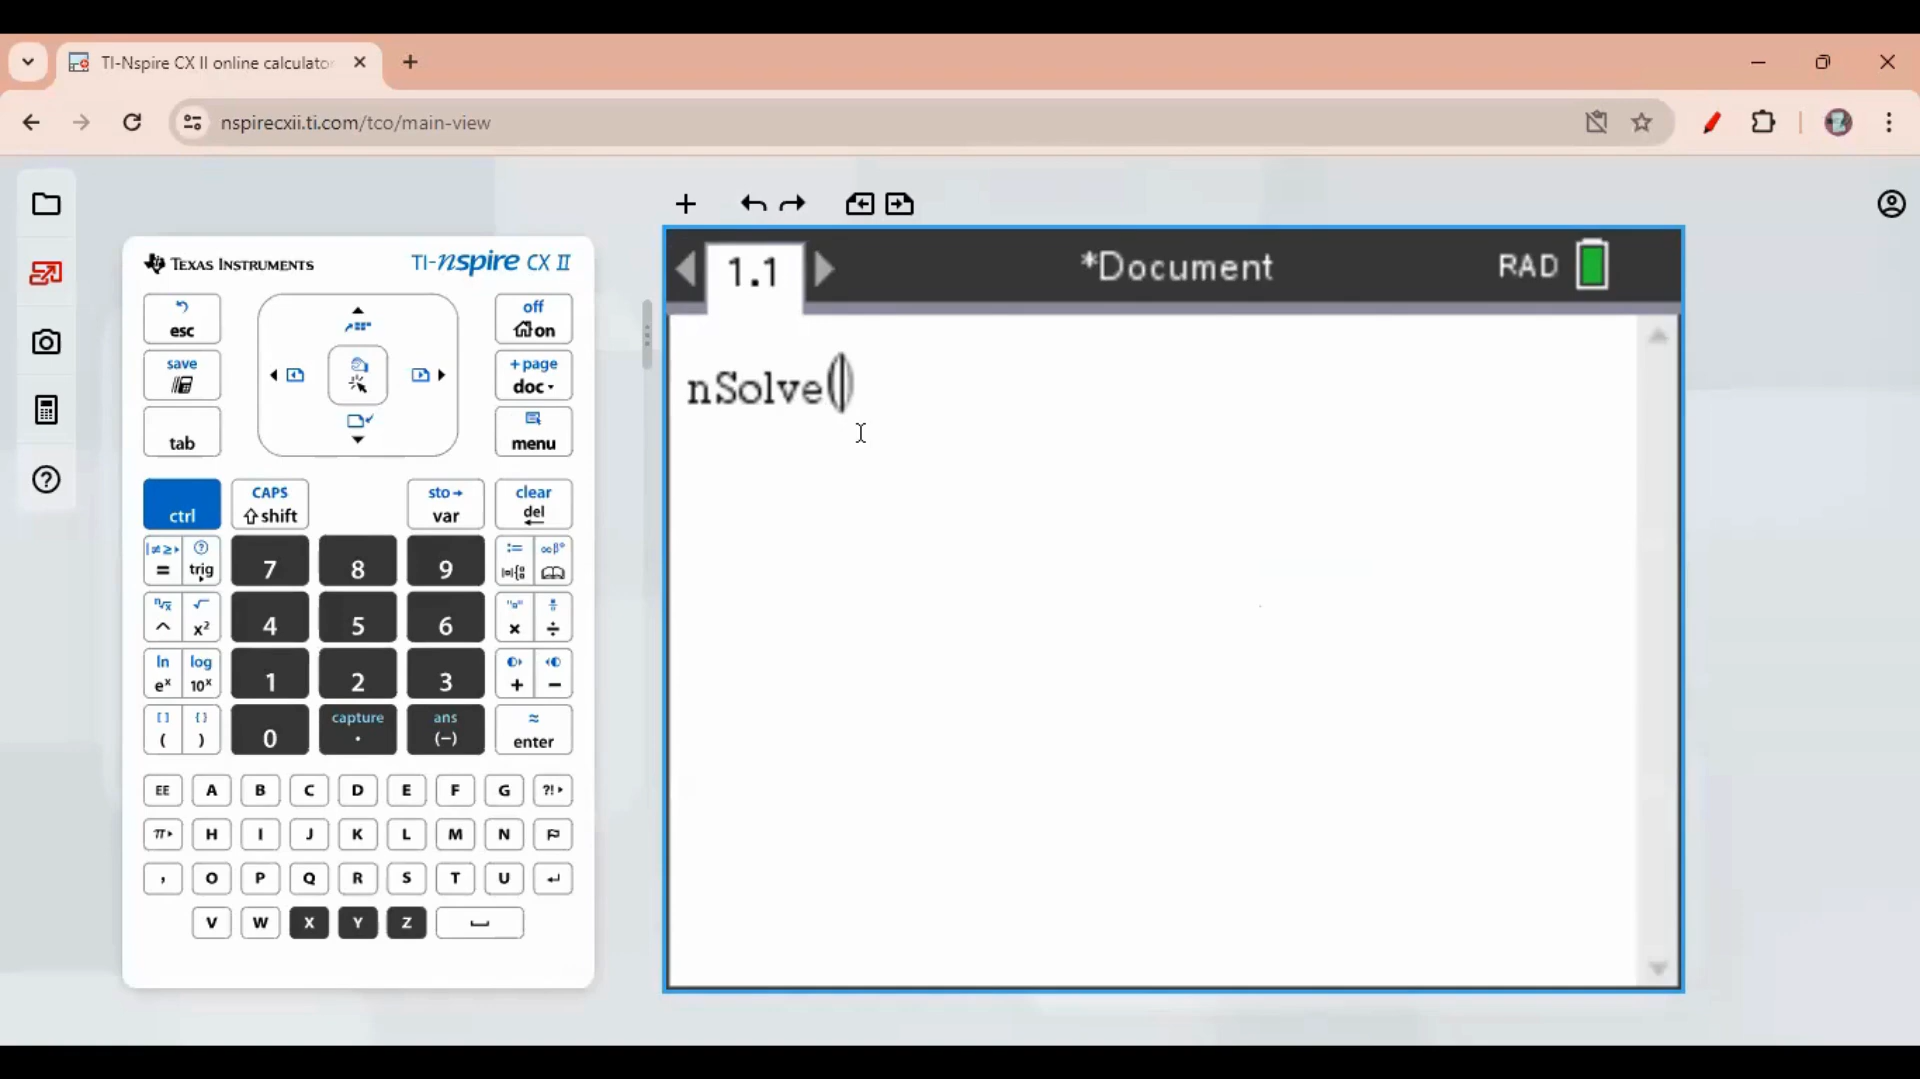 TI-Nspire CX II online calculator
nspirecxii.ti.com/tco/main-view
TEXAS INSTRUMENTS
TI-nspire CX II
esc
off
on
save
+ page
doc
tab
menu
CAPS
sto→
clear
ctrl
⇧shift
var
del
|≠≥▸
:=
∞β°
=
trig
7
8
9
ⁿ√x
√
"□"
^
x²
4
5
6
×
÷
ln
log
eˣ
10ˣ
1
2
3
+
−
[ ]
{ }
capture
ans
≈
(
)
0
.
(−)
enter
EE
A
B
C
D
E
F
G
?!▸
π▸
H
I
J
K
L
M
N
,
O
P
Q
R
S
T
U
V
W
X
Y
Z
1.1
*Document
RAD
nSolve()